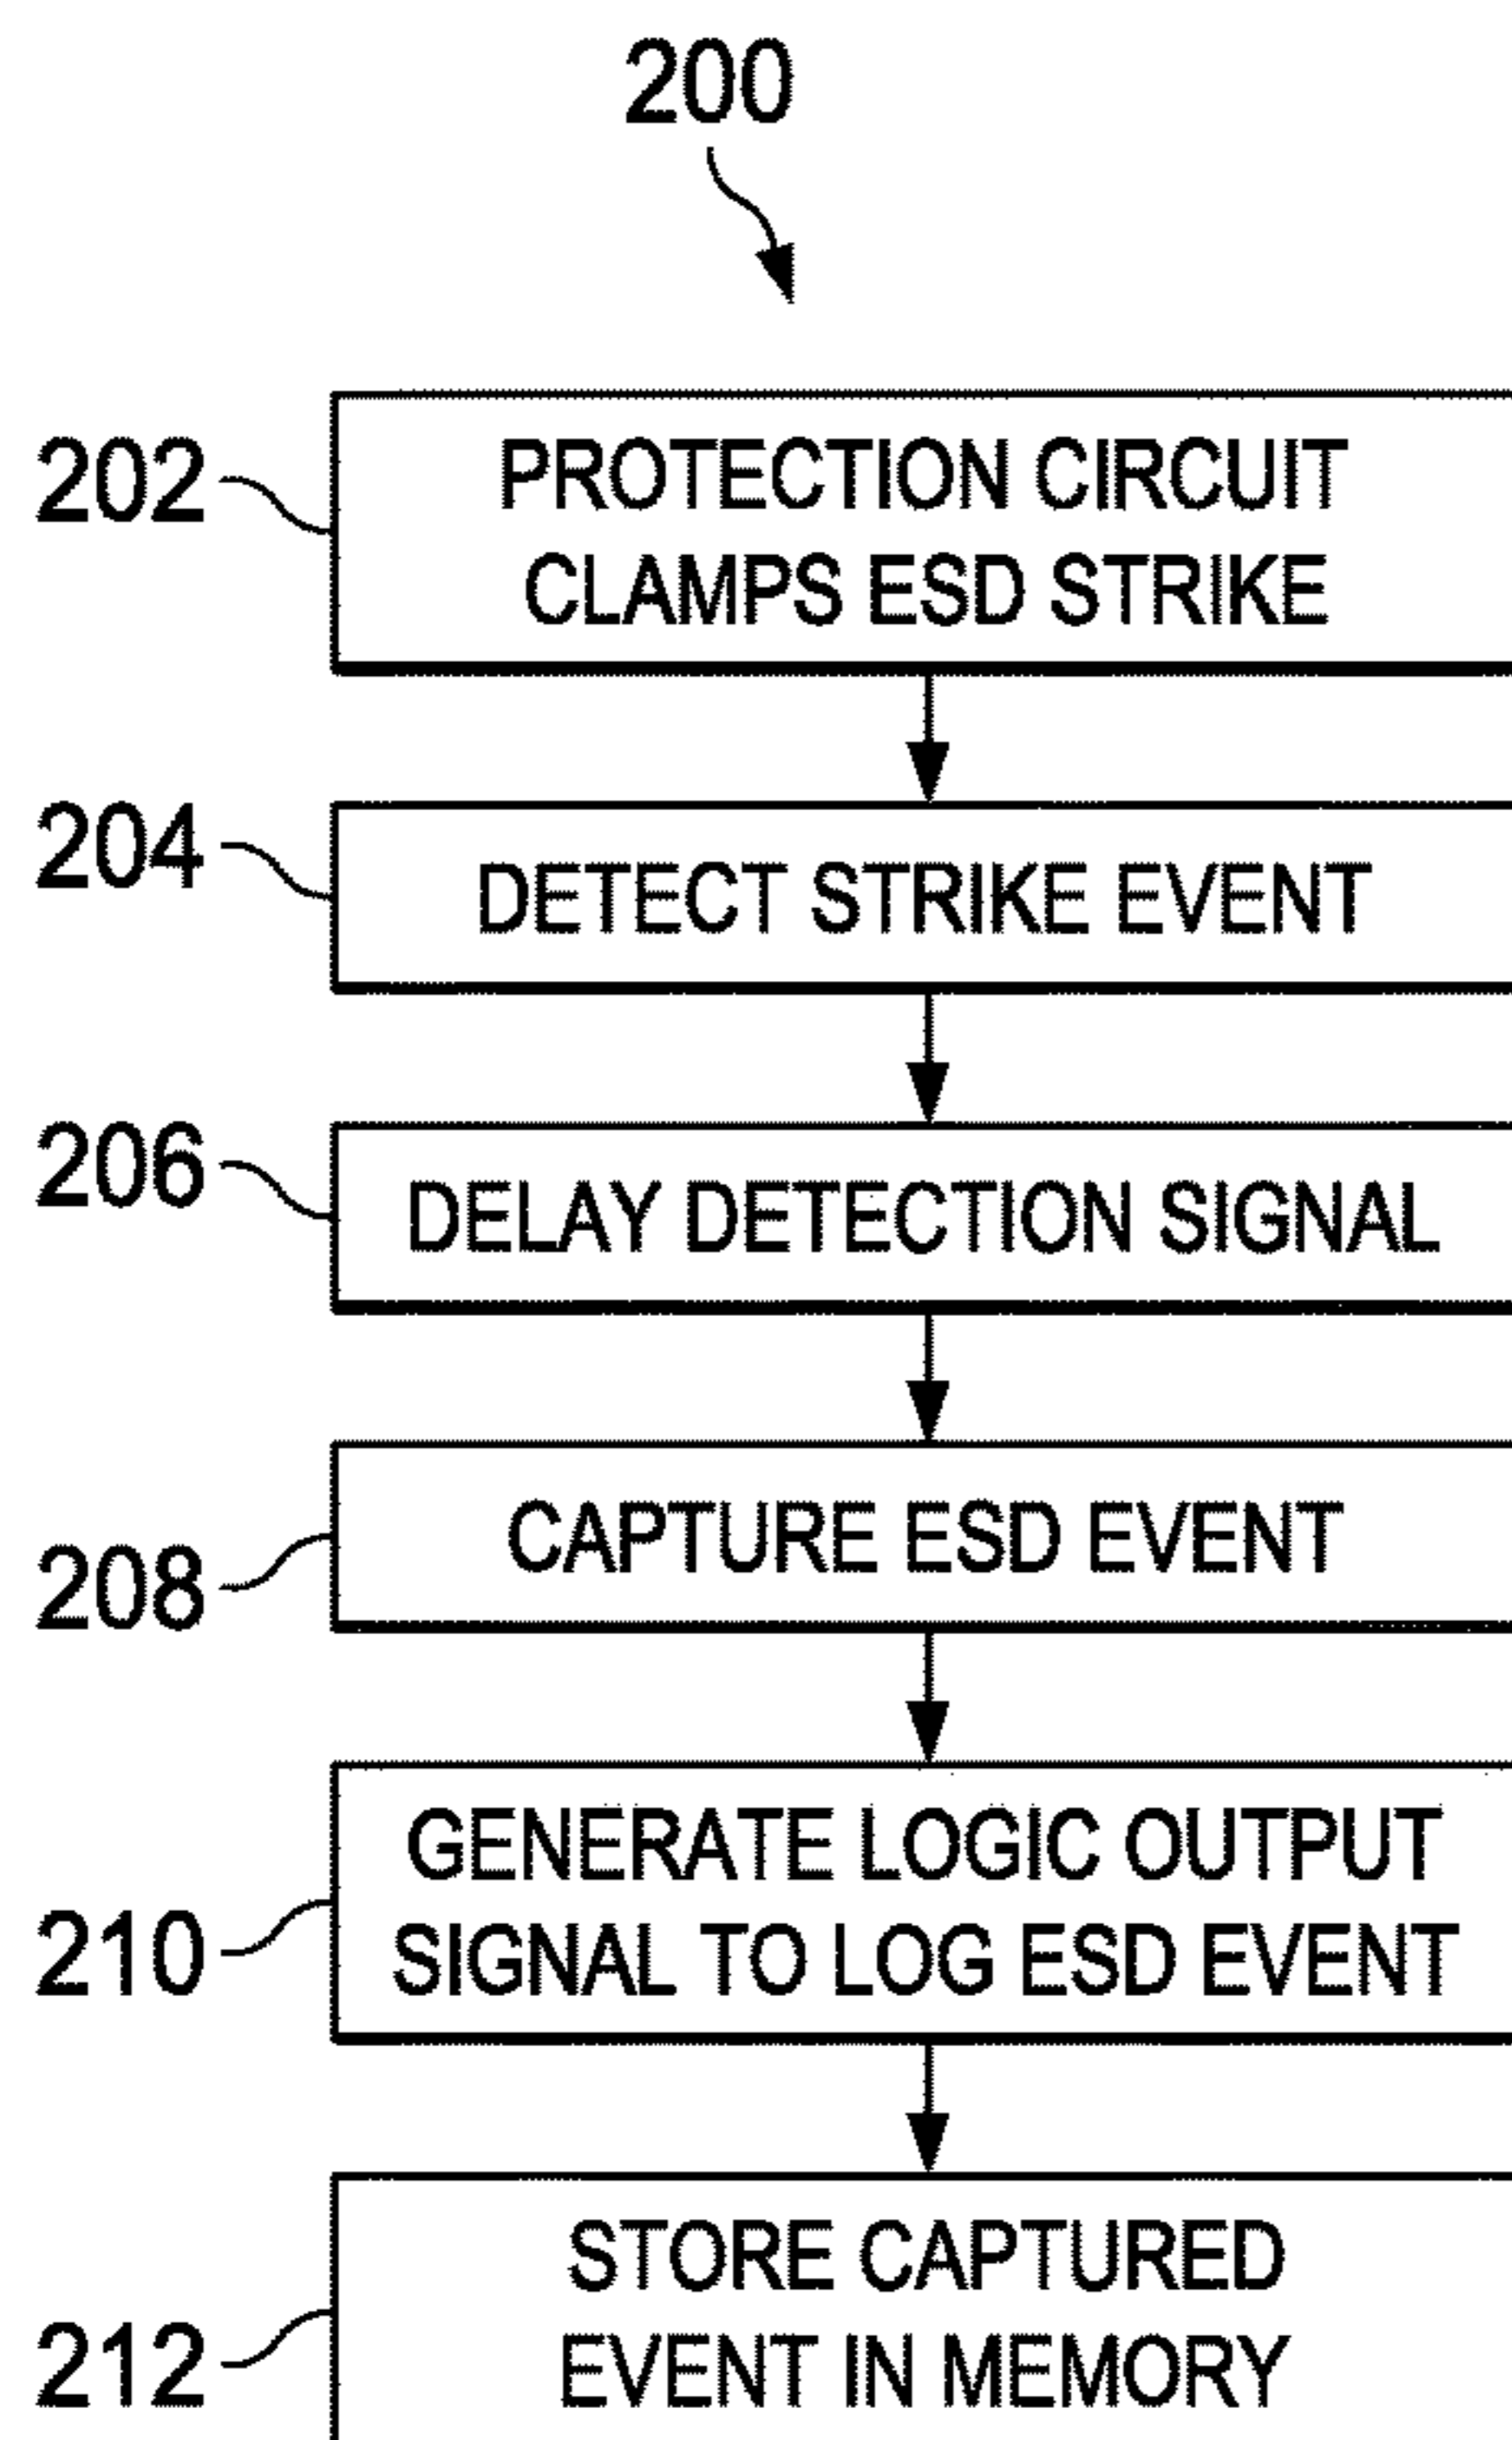 200
202
PROTECTION CIRCUIT
CLAMPS ESD STRIKE
204
DETECT STRIKE EVENT
206
DELAY DETECTION SIGNAL
208
CAPTURE ESD EVENT
210
GENERATE LOGIC OUTPUT
SIGNAL TO LOG ESD EVENT
212
STORE CAPTURED
EVENT IN MEMORY